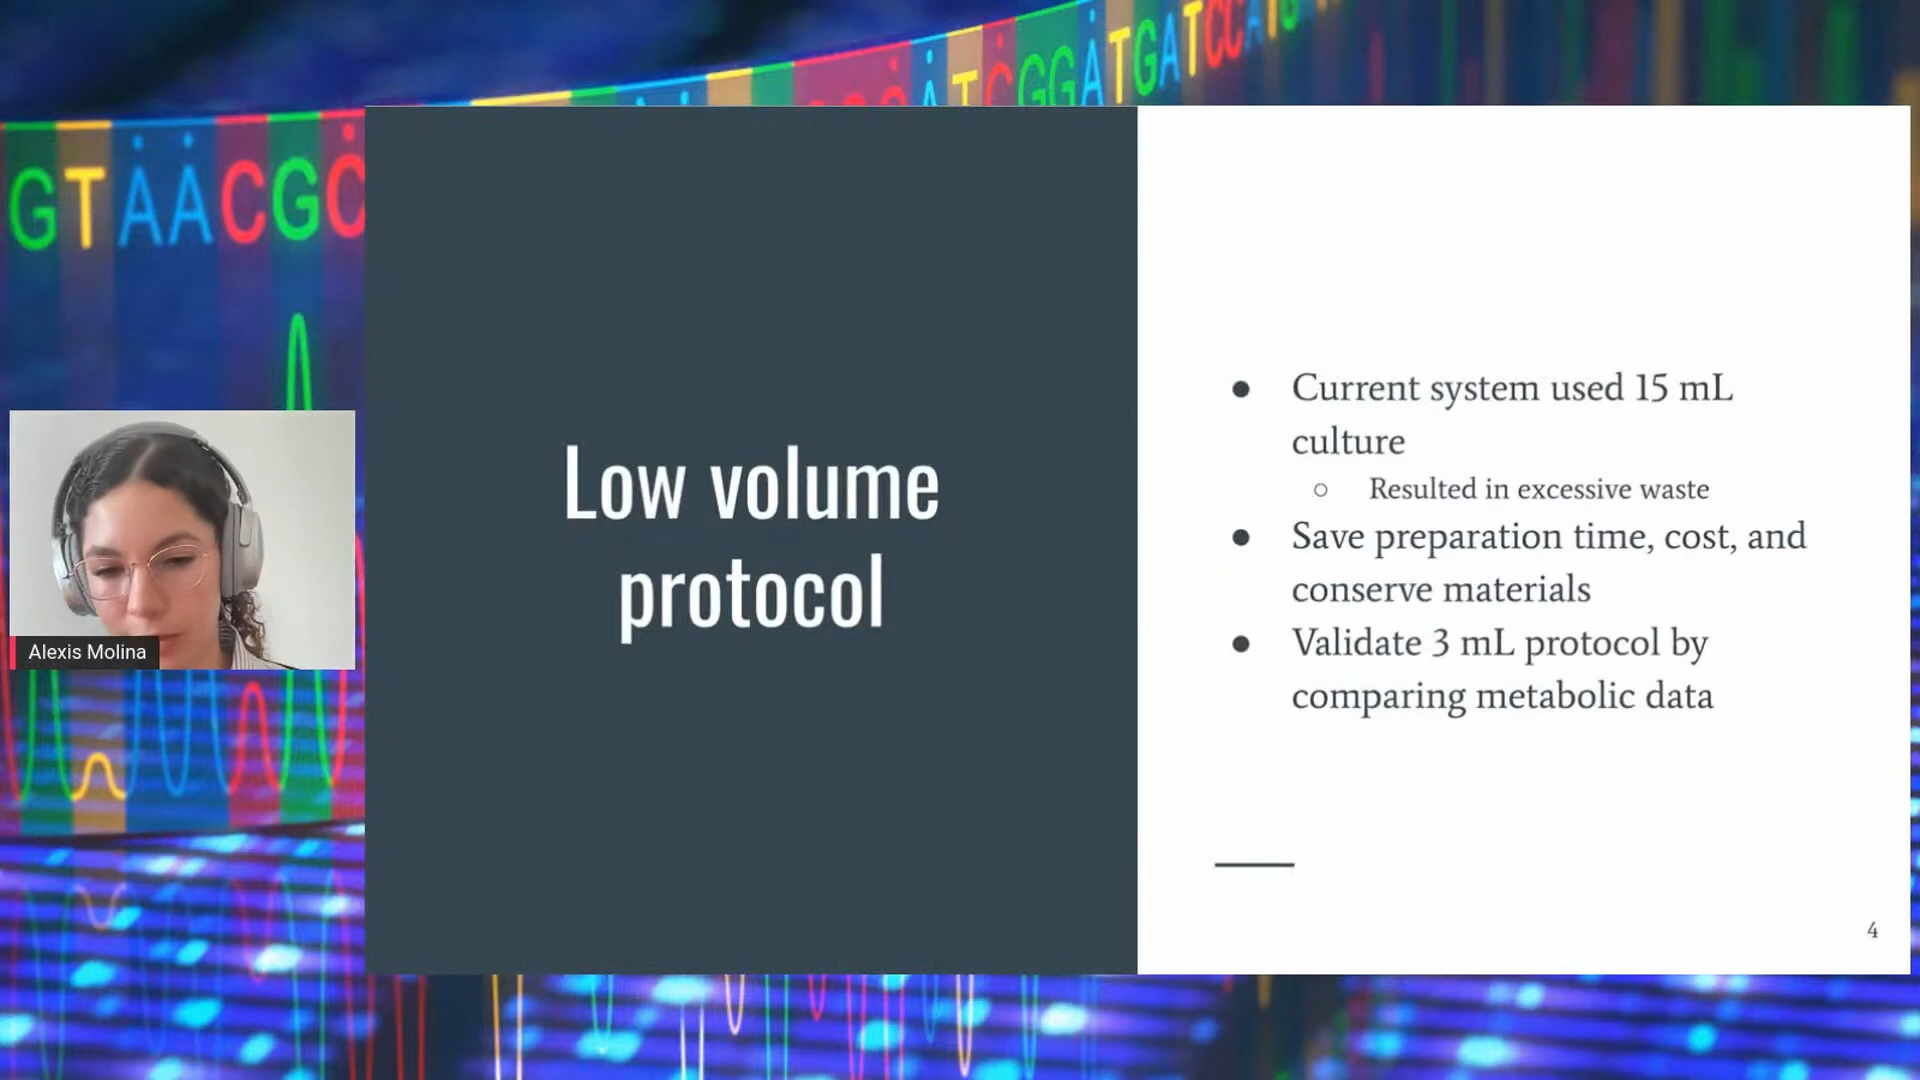 GTAACGC
ATCGGATGATCC
Low volume
protocol
● Current system used 15 mL
culture
○ Resulted in excessive waste
● Save preparation time, cost, and
conserve materials
● Validate 3 mL protocol by
comparing metabolic data
4
Alexis Molina